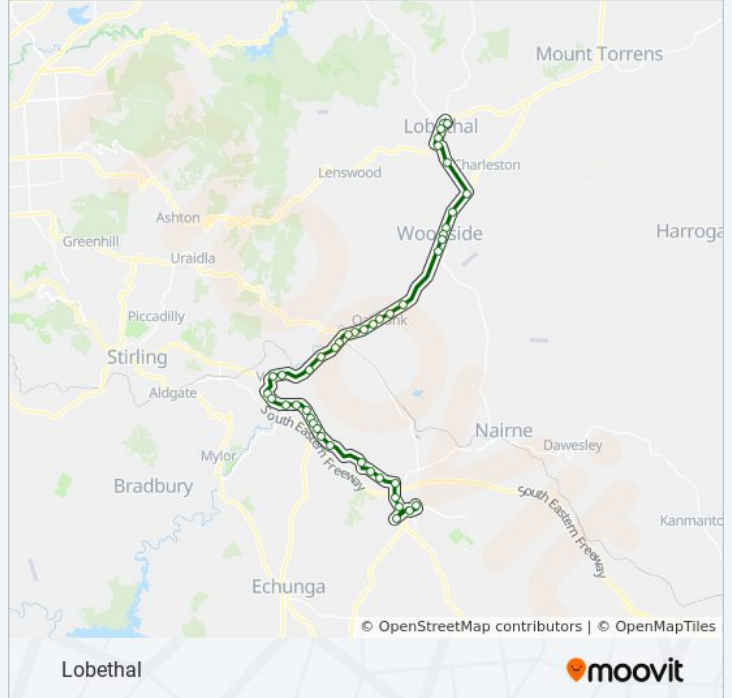 Mount Torrens
Lobethal
Charleston
Lenswood
Ashton
Woodside
Harroga
Greenhill
Uraidla
Piccadilly
Oakbank
Stirling
Aldgate
South Eastern Freeway
Nairne
Dawesley
Mylor
Bradbury
South Eastern Freeway
Kanmanto
Echunga
© OpenStreetMap contributors | © OpenMapTiles
Lobethal
moovit